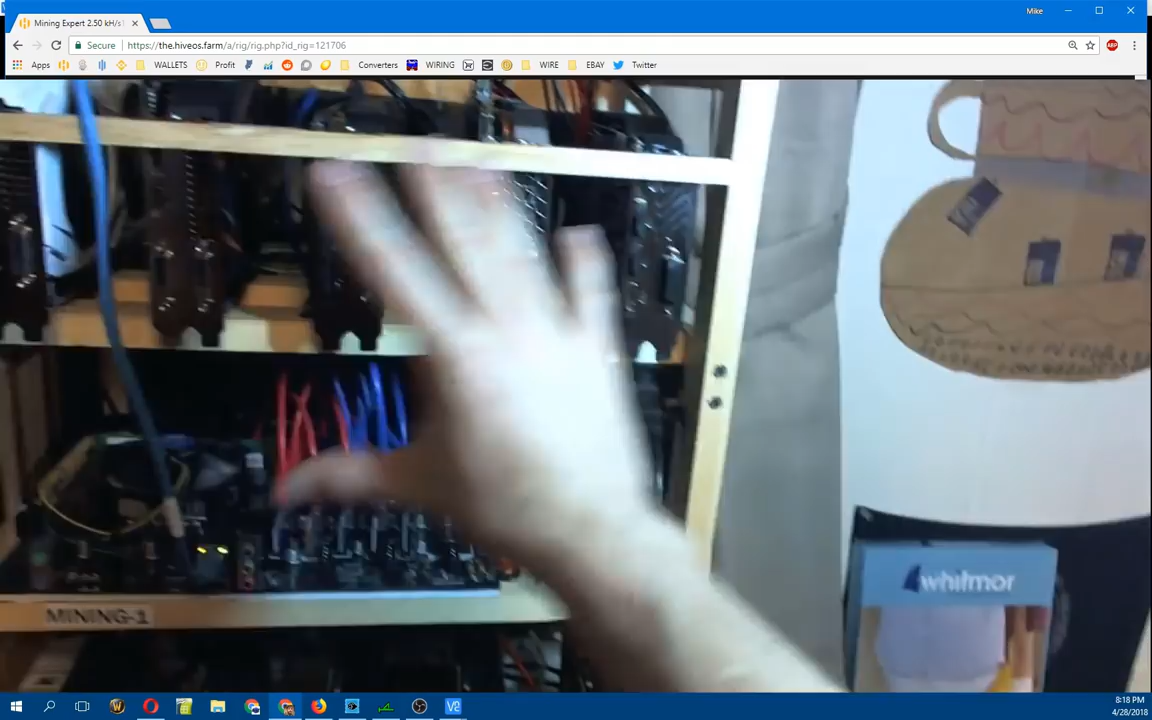 Mike
Mining Expert 2.50 kH/s
Secure https://the.hiveos.farm/a/rig/rig.php?id_rig=121706
ABP
Apps WALLETS Profit Converters WIRING WIRE EBAY Twitter
whitmor
MINING-1
8:18 PM
4/28/2018